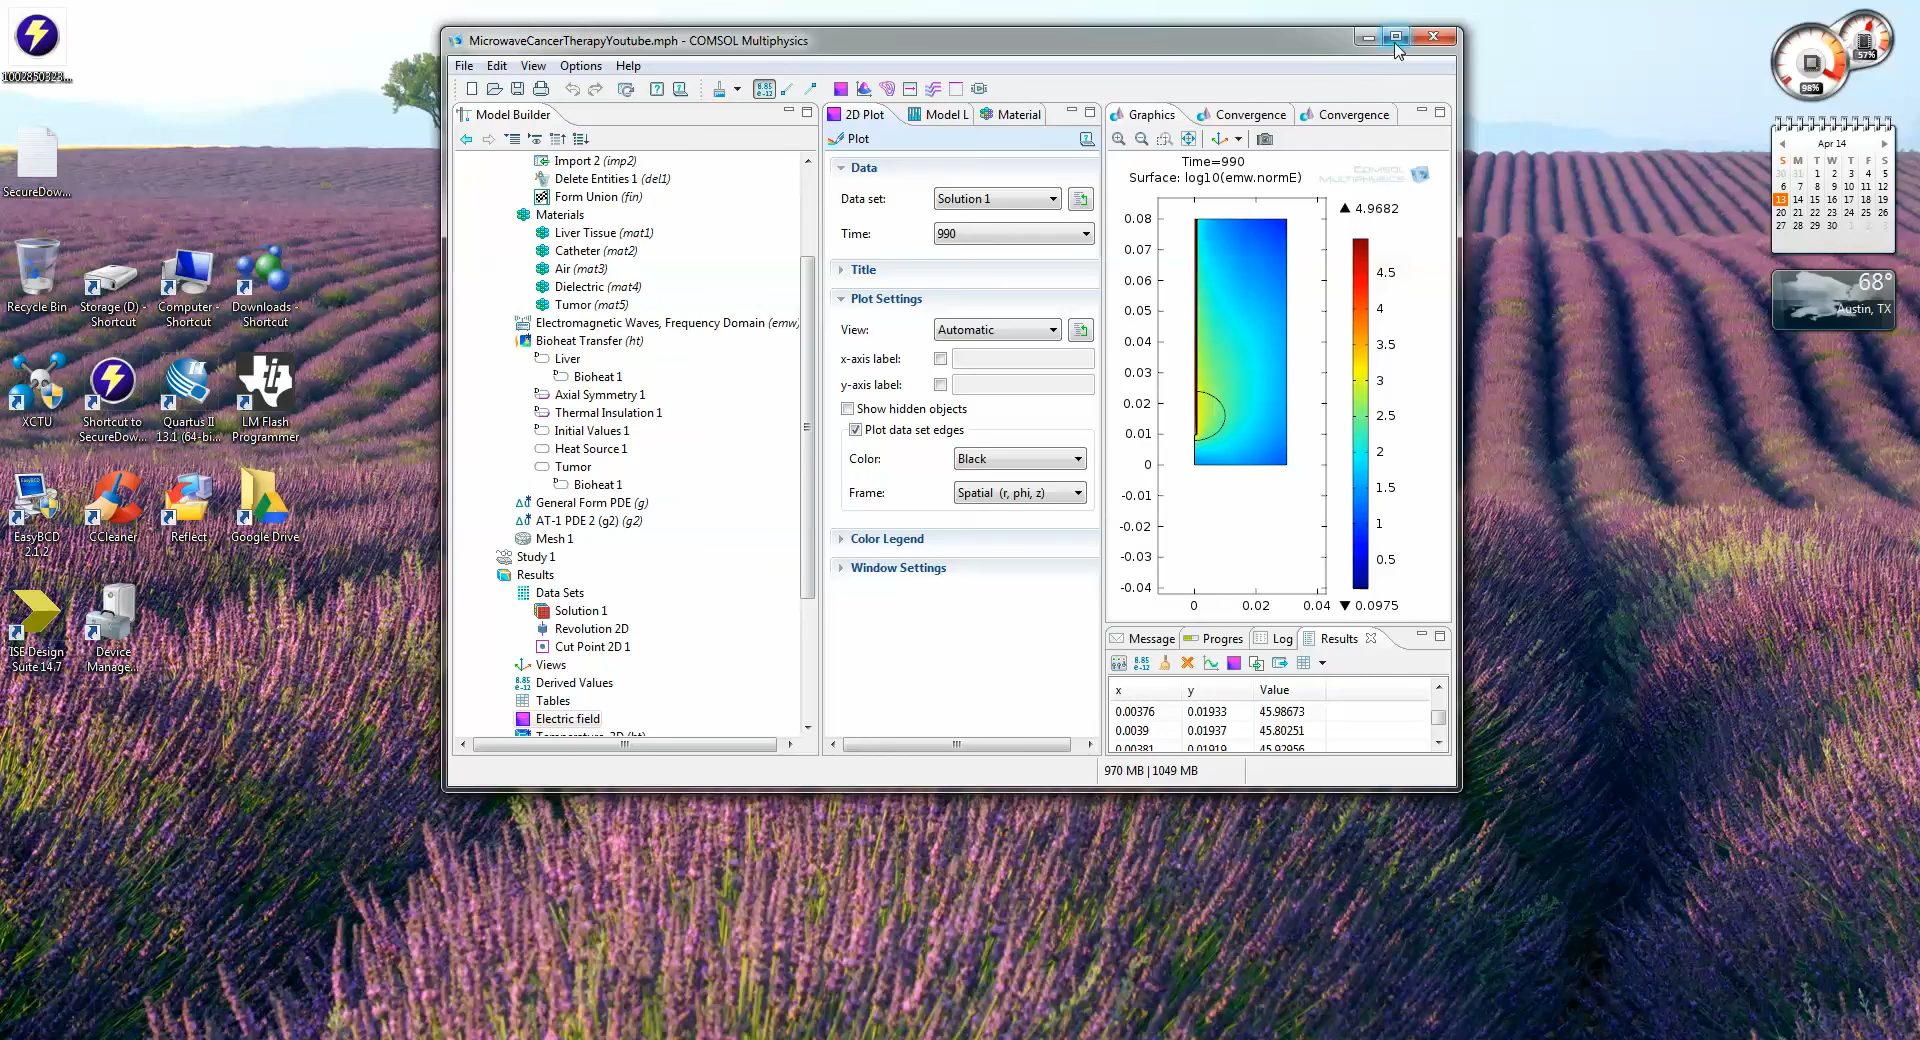 1002850323...
SecureDow...
Recycle Bin
Storage (D) - Shortcut
Computer - Shortcut
Downloads - Shortcut
XCTU
Shortcut to SecureDow...
Quartus II 13.1 (64-bi...
LM Flash Programmer
EasyBCD 2.1.2
CCleaner
Reflect
Google Drive
ISE Design Suite 14.7
Device Manage...
MicrowaveCancerTherapyYoutube.mph - COMSOL Multiphysics
File Edit View Options Help
Model Builder
Import 2 (imp2)
Delete Entities 1 (del1)
Form Union (fin)
Materials
Liver Tissue (mat1)
Catheter (mat2)
Air (mat3)
Dielectric (mat4)
Tumor (mat5)
Electromagnetic Waves, Frequency Domain (emw)
Bioheat Transfer (ht)
Liver
Bioheat 1
Axial Symmetry 1
Thermal Insulation 1
Initial Values 1
Heat Source 1
Tumor
Bioheat 1
General Form PDE (g)
AT-1 PDE 2 (g2) (g2)
Mesh 1
Study 1
Results
Data Sets
Solution 1
Revolution 2D
Cut Point 2D 1
Views
Derived Values
Tables
Electric field
2D Plot Model L Material
Plot
Data
Data set: Solution 1
Time: 990
Title
Plot Settings
View: Automatic
x-axis label:
y-axis label:
Show hidden objects
Plot data set edges
Color: Black
Frame: Spatial (r, phi, z)
Color Legend
Window Settings
Graphics Convergence Convergence
Time=990
Surface: log10(emw.normE)
COMSOL
MULTIPHYSICS
▲ 4.9682
0.08
0.07
0.06
0.05
0.04
0.03
0.02
0.01
0
-0.01
-0.02
-0.03
-0.04
0 0.02 0.04
4.5
4
3.5
3
2.5
2
1.5
1
0.5
▼ 0.0975
Message Progres Log Results
x y Value
0.00376 0.01933 45.98673
0.0039 0.01937 45.80251
0.00381 0.01919 45.92956
970 MB | 1049 MB
57%
98%
Apr 14
S M T W T F S
30 31 1 2 3 4 5
6 7 8 9 10 11 12
13 14 15 16 17 18 19
20 21 22 23 24 25 26
27 28 29 30 1 2 3
68°
Austin, TX